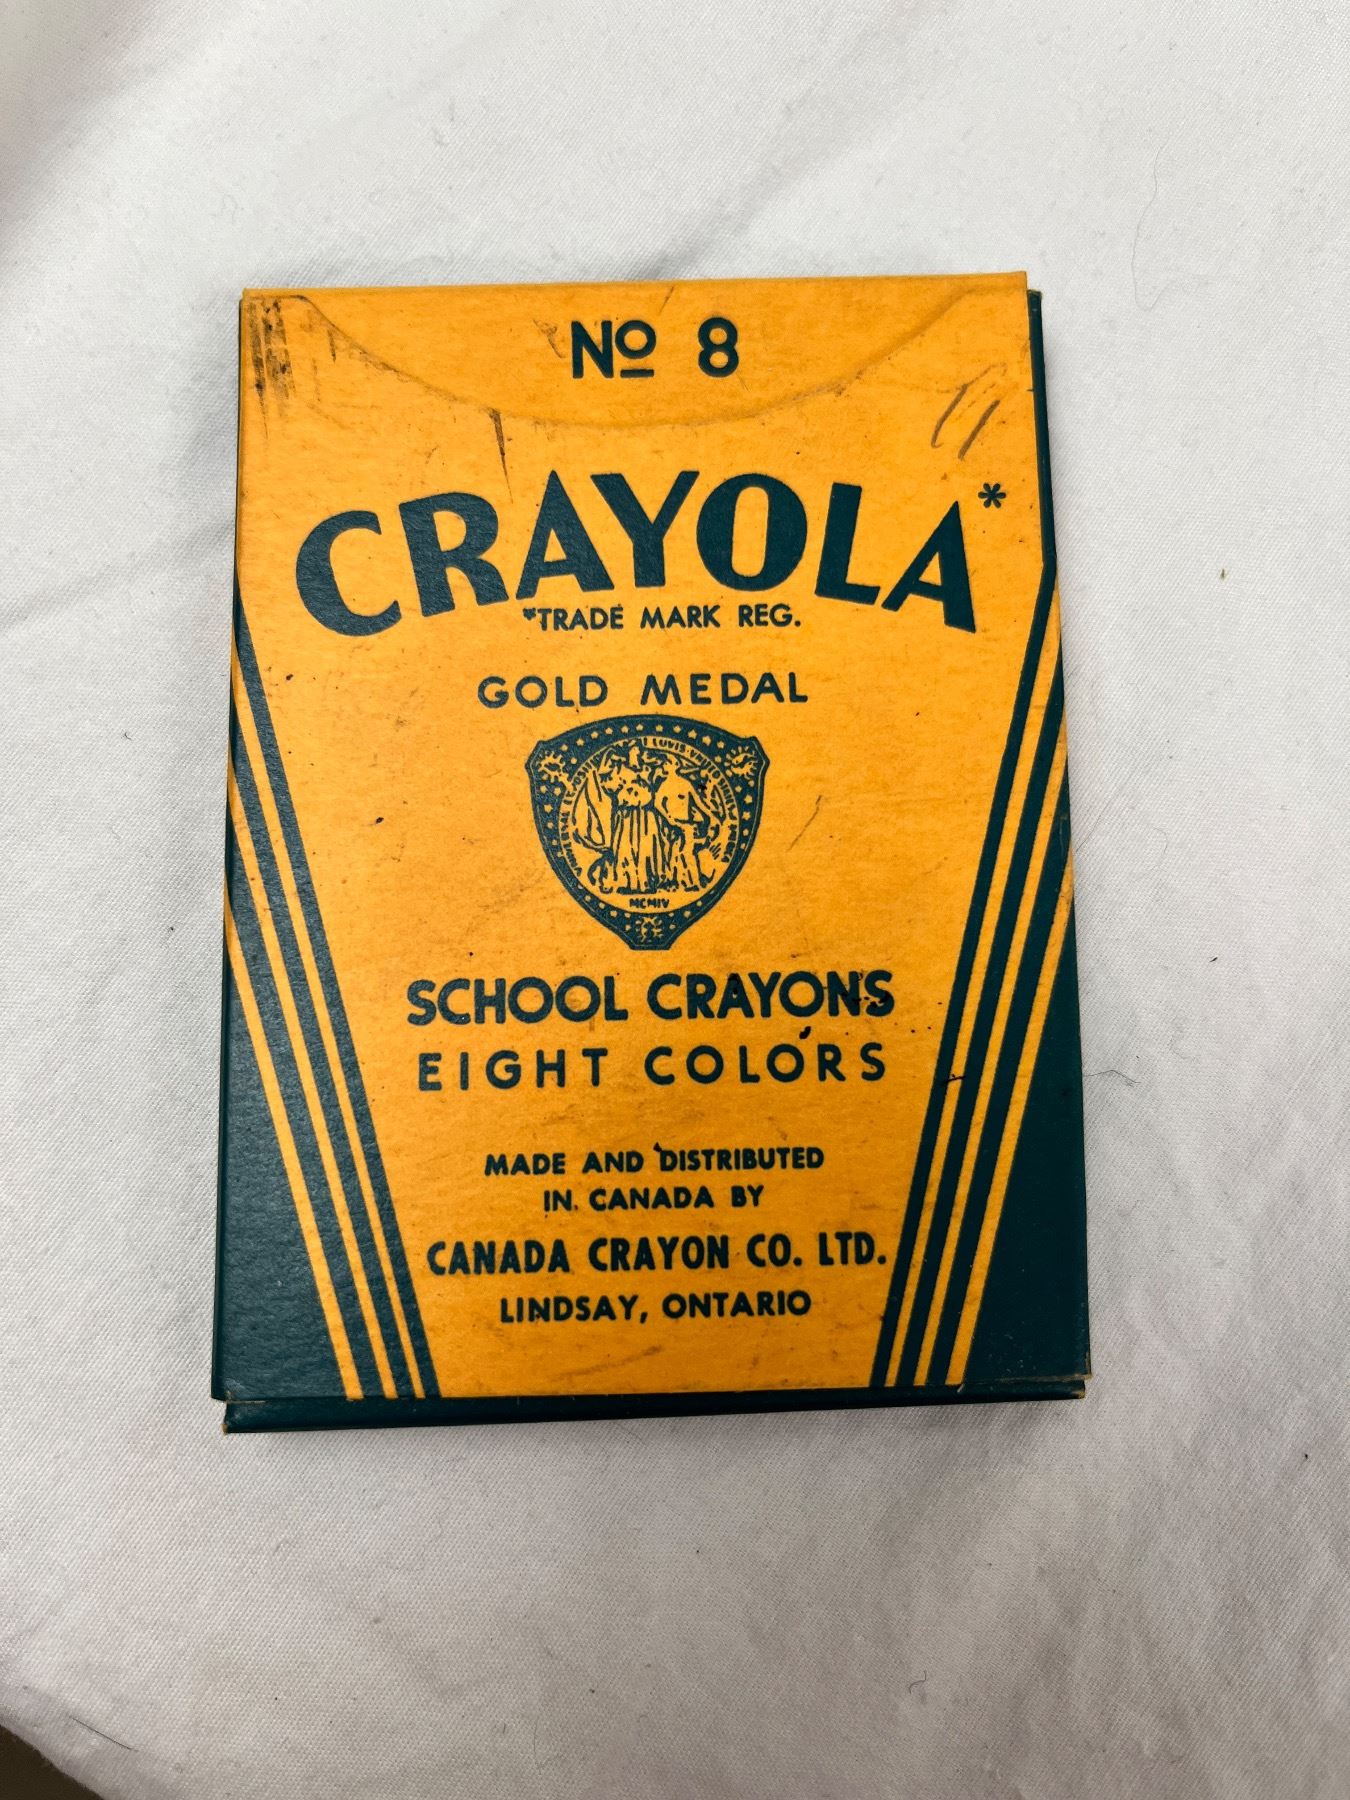 No 8
CRAYOLA*
*TRADE MARK REG.
GOLD MEDAL
MCMIV
SCHOOL CRAYONS
EIGHT COLORS
MADE AND DISTRIBUTED
IN CANADA BY
CANADA CRAYON CO. LTD.
LINDSAY, ONTARIO